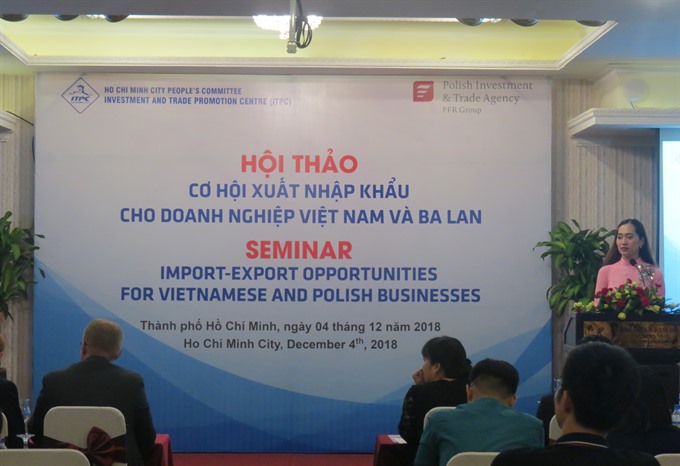 ITPC
HO CHI MINH CITY PEOPLE'S COMMITTEE
INVESTMENT AND TRADE PROMOTION CENTRE (ITPC)
Polish Investment
& Trade Agency
PFR Group
HỘI THẢO
CƠ HỘI XUẤT NHẬP KHẨU
CHO DOANH NGHIỆP VIỆT NAM VÀ BA LAN
SEMINAR
IMPORT-EXPORT OPPORTUNITIES
FOR VIETNAMESE AND POLISH BUSINESSES
Thành phố Hồ Chí Minh, ngày 04 tháng 12 năm 2018
Ho Chi Minh City, December 4th, 2018